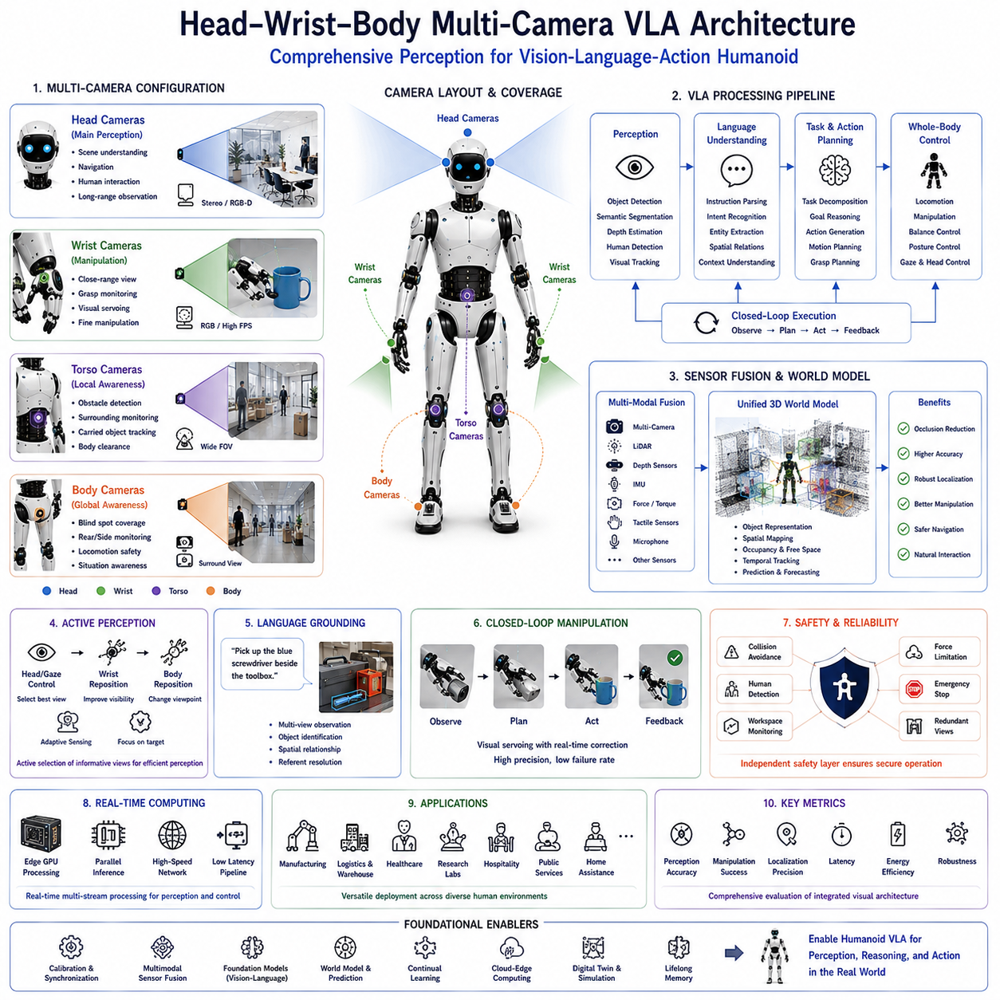 Head–Wrist–Body Multi-Camera VLA Architecture
Comprehensive Perception for Vision-Language-Action Humanoid
1. MULTI-CAMERA CONFIGURATION
Head Cameras
(Main Perception)
• Scene understanding
• Navigation
• Human interaction
• Long-range observation
Stereo / RGB-D
Wrist Cameras
(Manipulation)
• Close-range view
• Grasp monitoring
• Visual servoing
• Fine manipulation
RGB / High FPS
Torso Cameras
(Local Awareness)
• Obstacle detection
• Surrounding monitoring
• Carried object tracking
• Body clearance
Wide FOV
Body Cameras
(Global Awareness)
• Blind spot coverage
• Rear/Side monitoring
• Locomotion safety
• Situation awareness
Surround View
Head
Wrist
Torso
Body
CAMERA LAYOUT & COVERAGE
Head Cameras
Wrist
Cameras
Wrist
Cameras
Torso
Cameras
Body
Cameras
2. VLA PROCESSING PIPELINE
Perception
Object Detection
Semantic Segmentation
Depth Estimation
Human Detection
Visual Tracking
Language
Understanding
Instruction Parsing
Intent Recognition
Entity Extraction
Spatial Relations
Context Understanding
Task & Action
Planning
Task Decomposition
Goal Reasoning
Action Generation
Motion Planning
Grasp Planning
Whole-Body
Control
Locomotion
Manipulation
Balance Control
Posture Control
Gaze & Head Control
Closed-Loop Execution
Observe → Plan → Act → Feedback
3. SENSOR FUSION & WORLD MODEL
Multi-Modal Fusion
Multi-Camera
LiDAR
Depth Sensors
IMU
Force / Torque
Tactile Sensors
Microphone
Other Sensors
Unified 3D World Model
• Object Representation
• Spatial Mapping
• Occupancy & Free Space
• Temporal Tracking
• Prediction & Forecasting
Benefits
Occlusion Reduction
Higher Accuracy
Robust Localization
Better Manipulation
Safer Navigation
Natural Interaction
4. ACTIVE PERCEPTION
Head/Gaze
Control
Select best view
Wrist
Reposition
Improve visibility
Body
Reposition
Change viewpoint
Adaptive Sensing
Focus on target
Active selection of informative views for efficient perception
5. LANGUAGE GROUNDING
"Pick up the blue
screwdriver beside
the toolbox."
• Multi-view observation
• Object identification
• Spatial relationship
• Referent resolution
6. CLOSED-LOOP MANIPULATION
Observe
Plan
Act
Feedback
Visual servoing with real-time correction
High precision, low failure rate
7. SAFETY & RELIABILITY
Collision
Avoidance
Human
Detection
Workspace
Monitoring
Force
Limitation
STOP
Emergency
Stop
Redundant
Views
Independent safety layer ensures secure operation
8. REAL-TIME COMPUTING
Edge GPU
Processing
Parallel
Inference
High-Speed
Network
Low Latency
Pipeline
Real-time multi-stream processing for perception and control
9. APPLICATIONS
Manufacturing
Logistics &
Warehouse
Healthcare
Research
Labs
Hospitality
Public
Services
Home
Assistance
...
Versatile deployment across diverse human environments
10. KEY METRICS
Perception
Accuracy
Manipulation
Success
Localization
Precision
Latency
Energy
Efficiency
Robustness
Comprehensive evaluation of integrated visual architecture
FOUNDATIONAL ENABLERS
Calibration &
Synchronization
Multimodal
Sensor Fusion
Foundation Models
(Vision-Language)
World Model &
Prediction
Continual
Learning
Cloud-Edge
Computing
Digital Twin &
Simulation
Lifelong
Memory
Enable Humanoid VLA for
Perception, Reasoning, and Action
in the Real World